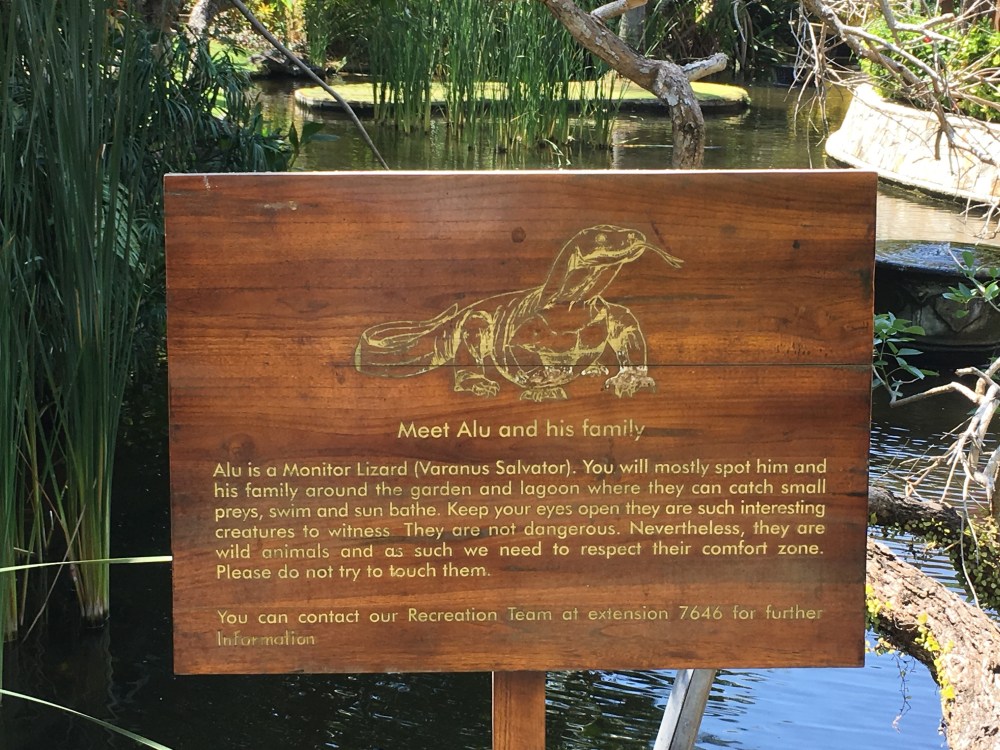 Meet Alu and his family
Alu is a Monitor Lizard (Varanus Salvator). You will mostly spot him and
his family around the garden and lagoon where they can catch small
preys, swim and sun bathe. Keep your eyes open they are such interesting
creatures to witness. They are not dangerous. Nevertheless, they are
wild animals and as such we need to respect their comfort zone.
Please do not try to touch them.
You can contact our Recreation Team at extension 7646 for further
Information